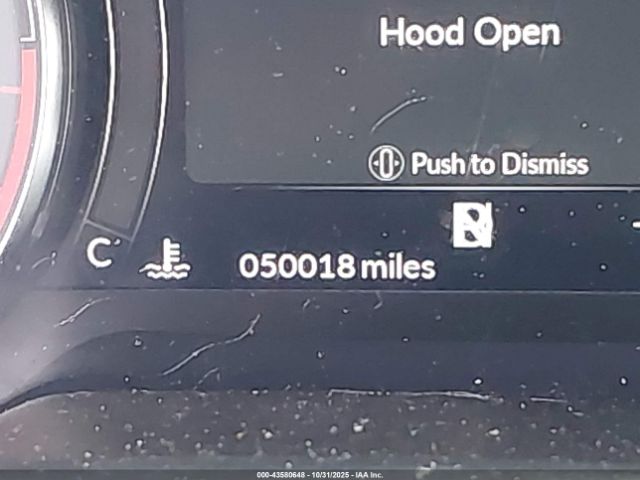 Hood Open
Push to Dismiss
C
050018 miles
000-43580648 - 10/31/2025 - IAA Inc.